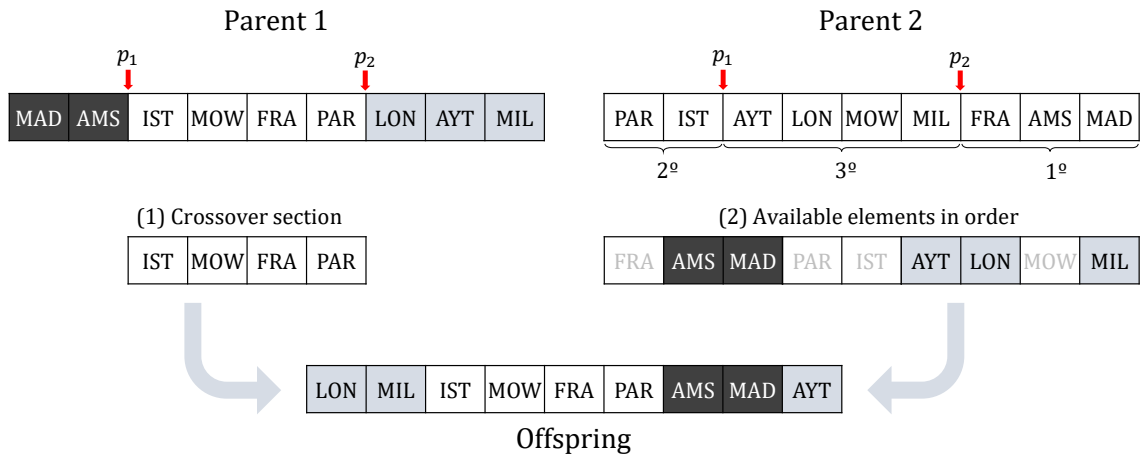 Parent 1
Parent 2
p₁ p₂ p₁ p₂
MAD AMS IST MOW FRA PAR LON AYT MIL
PAR IST AYT LON MOW MIL FRA AMS MAD
2º 3º 1º
(1) Crossover section
(2) Available elements in order
IST MOW FRA PAR
FRA AMS MAD PAR IST AYT LON MOW MIL
LON MIL IST MOW FRA PAR AMS MAD AYT
Offspring